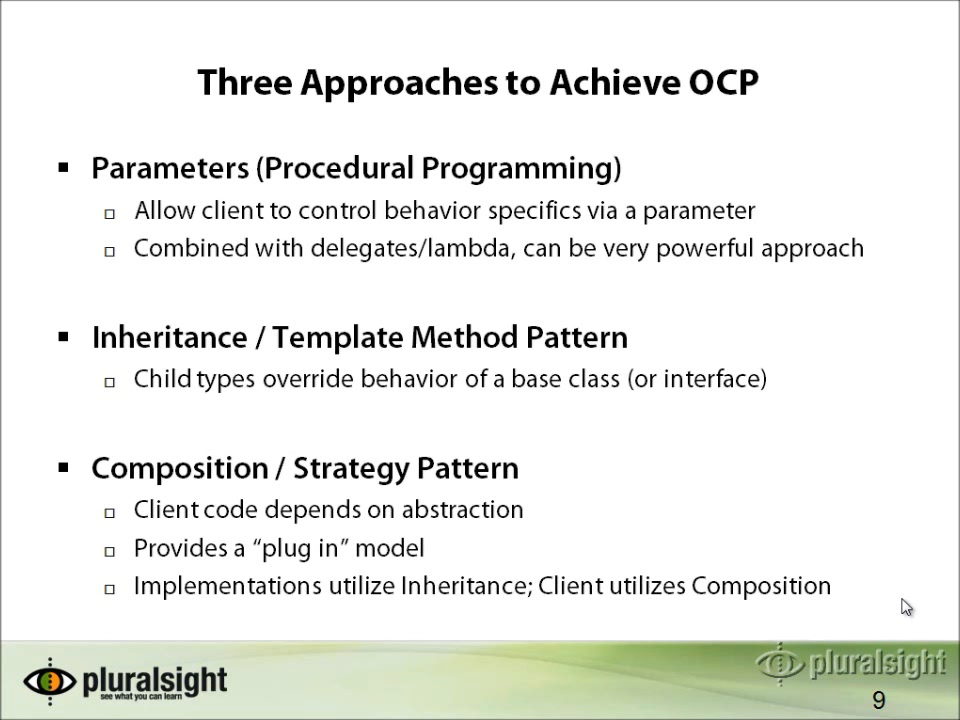 Three Approaches to Achieve OCP
▪ Parameters (Procedural Programming)
▫ Allow client to control behavior specifics via a parameter
▫ Combined with delegates/lambda, can be very powerful approach
▪ Inheritance / Template Method Pattern
▫ Child types override behavior of a base class (or interface)
▪ Composition / Strategy Pattern
▫ Client code depends on abstraction
▫ Provides a “plug in” model
▫ Implementations utilize Inheritance; Client utilizes Composition
pluralsight
see what you can learn
pluralsight
9